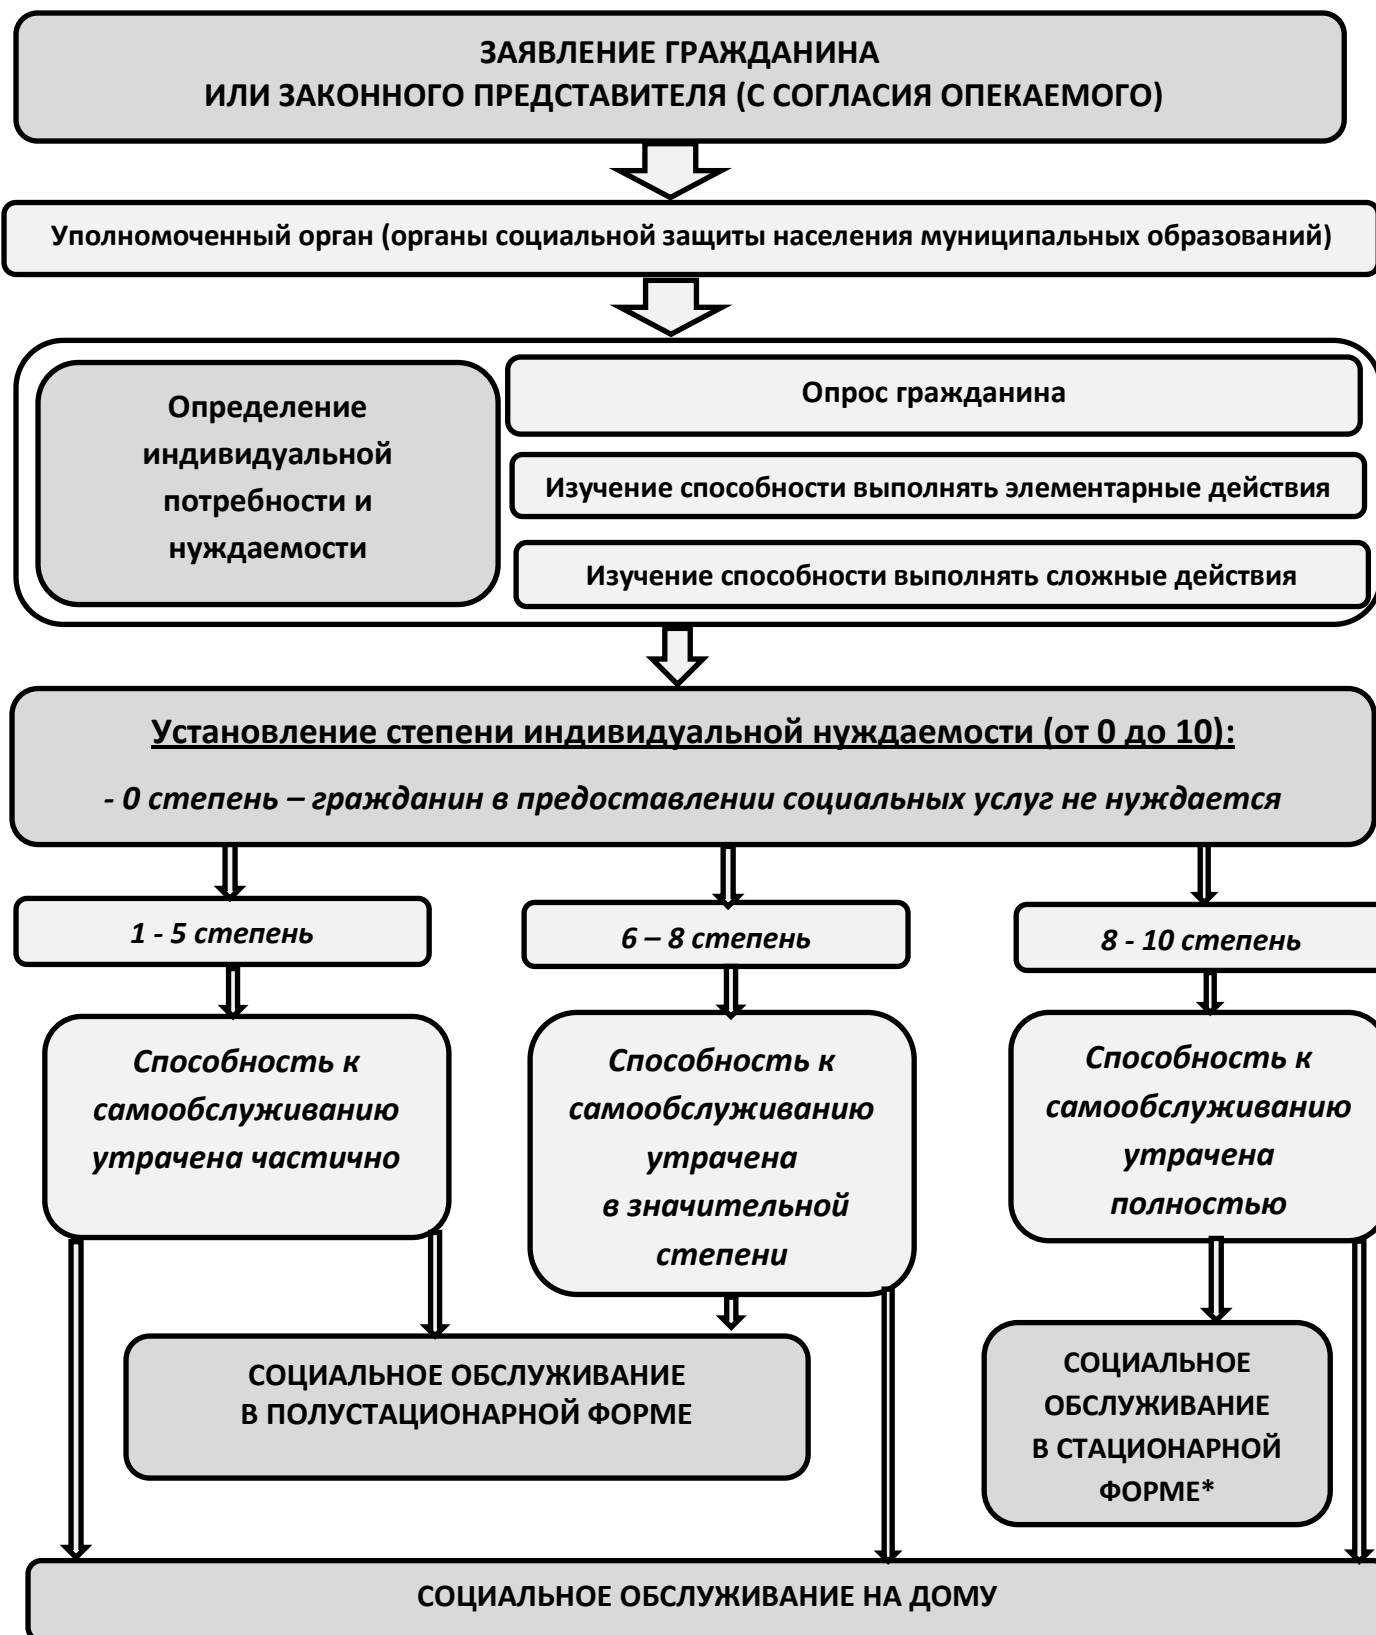 ЗАЯВЛЕНИЕ ГРАЖДАНИНА
ИЛИ ЗАКОННОГО ПРЕДСТАВИТЕЛЯ (С СОГЛАСИЯ ОПЕКАЕМОГО)
Уполномоченный орган (органы социальной защиты населения муниципальных образований)
Определение
индивидуальной
потребности и
нуждаемости
Опрос гражданина
Изучение способности выполнять элементарные действия
Изучение способности выполнять сложные действия
Установление степени индивидуальной нуждаемости (от 0 до 10):
- 0 степень – гражданин в предоставлении социальных услуг не нуждается
1 - 5 степень
6 – 8 степень
8 - 10 степень
Способность к
самообслуживанию
утрачена частично
Способность к
самообслуживанию
утрачена
в значительной
степени
Способность к
самообслуживанию
утрачена
полностью
СОЦИАЛЬНОЕ ОБСЛУЖИВАНИЕ
В ПОЛУСТАЦИОНАРНОЙ ФОРМЕ
СОЦИАЛЬНОЕ
ОБСЛУЖИВАНИЕ
В СТАЦИОНАРНОЙ
ФОРМЕ*
СОЦИАЛЬНОЕ ОБСЛУЖИВАНИЕ НА ДОМУ